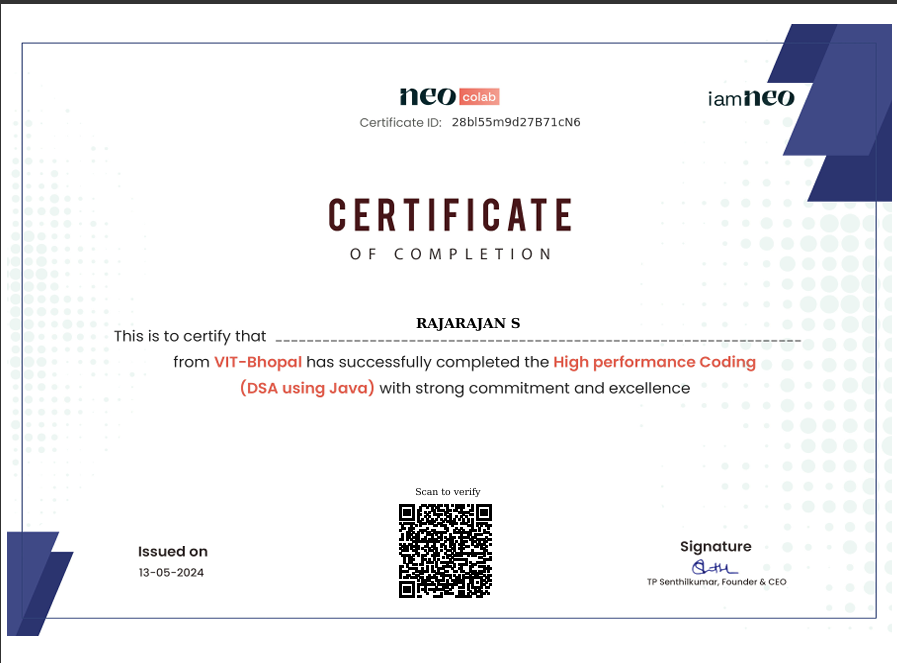 neo colab
iamneo
Certificate ID: 28bl55m9d27B71cN6
CERTIFICATE
OF COMPLETION
RAJARAJAN S
This is to certify that
from VIT-Bhopal has successfully completed the High performance Coding
(DSA using Java) with strong commitment and excellence
Scan to verify
Issued on
13-05-2024
Signature
TP Senthilkumar, Founder & CEO